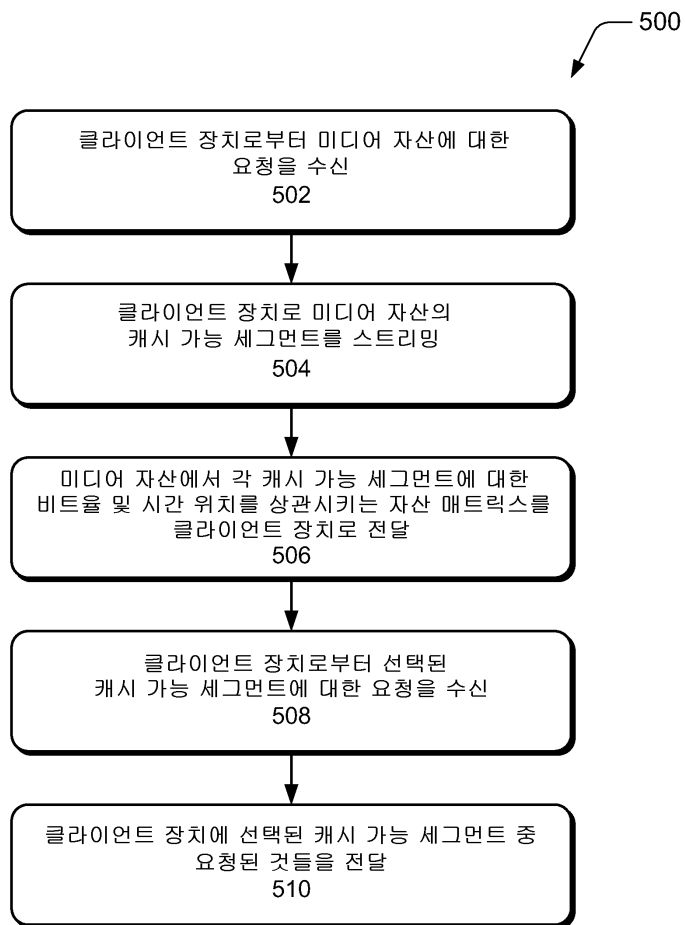 500
클라이언트 장치로부터 미디어 자산에 대한
요청을 수신
502
클라이언트 장치로 미디어 자산의
캐시 가능 세그먼트를 스트리밍
504
미디어 자산에서 각 캐시 가능 세그먼트에 대한
비트율 및 시간 위치를 상관시키는 자산 매트릭스를
클라이언트 장치로 전달
506
클라이언트 장치로부터 선택된
캐시 가능 세그먼트에 대한 요청을 수신
508
클라이언트 장치에 선택된 캐시 가능 세그먼트 중
요청된 것들을 전달
510